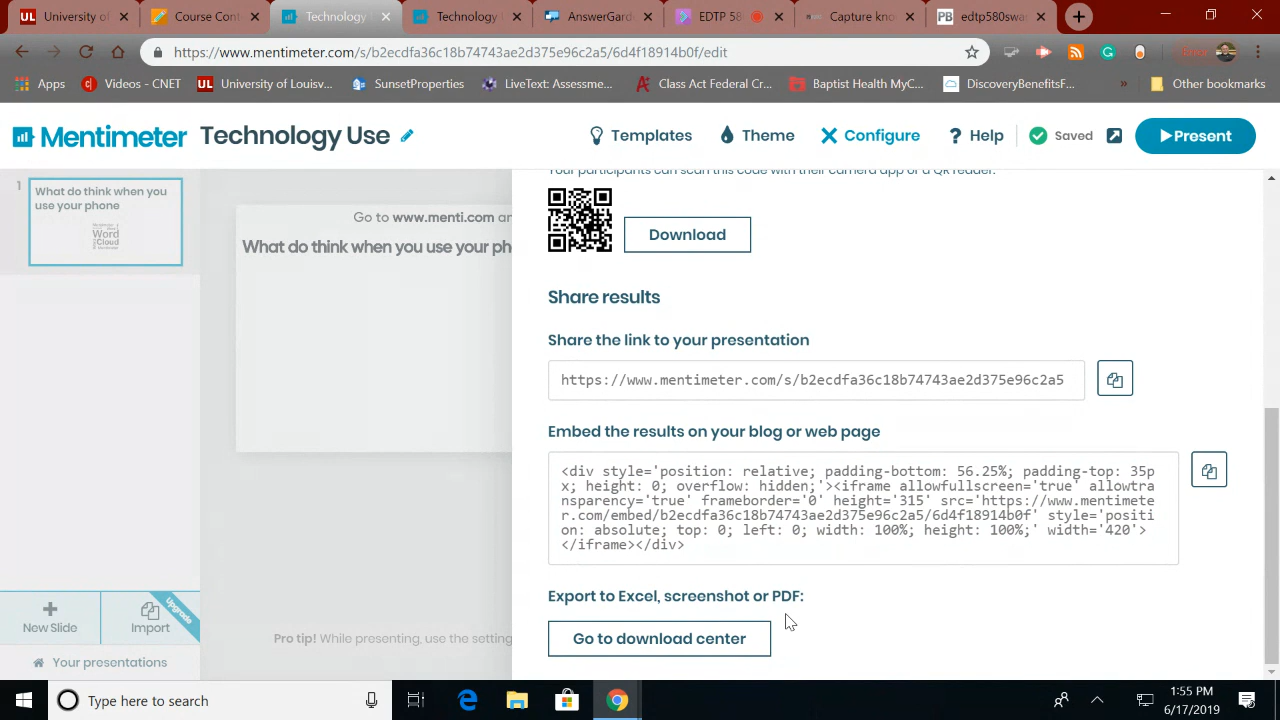 University of
Course Cont
Technology
Technology U
AnswerGard
EDTP 58
Capture kno
edtp580swa
https://www.mentimeter.com/s/b2ecdfa36c18b74743ae2d375e96c2a5/6d4f18914b0f/edit
Apps
Videos - CNET
University of Louisv...
SunsetProperties
LiveText: Assessme...
Class Act Federal Cr...
Baptist Health MyC...
DiscoveryBenefitsF...
»
Other bookmarks
Mentimeter
Technology Use
Templates
Theme
Configure
? Help
Saved
Present
1
What do think when you
use your phone
Word
Cloud
Go to www.menti.com an
What do think when you use your ph
Your participants can scan this code with their camera app or a QR reader.
Download
Share results
Share the link to your presentation
https://www.mentimeter.com/s/b2ecdfa36c18b74743ae2d375e96c2a5
Embed the results on your blog or web page
<div style='position: relative; padding-bottom: 56.25%; padding-top: 35p
x; height: 0; overflow: hidden;'><iframe allowfullscreen='true' allowtra
nsparency='true' frameborder='0' height='315' src='https://www.mentimete
r.com/embed/b2ecdfa36c18b74743ae2d375e96c2a5/6d4f18914b0f' style='positi
on: absolute; top: 0; left: 0; width: 100%; height: 100%;' width='420'>
</iframe></div>
Export to Excel, screenshot or PDF:
Go to download center
New Slide
Import
Upgrade
Pro tip! While presenting, use the setting
Your presentations
Type here to search
1:55 PM
6/17/2019